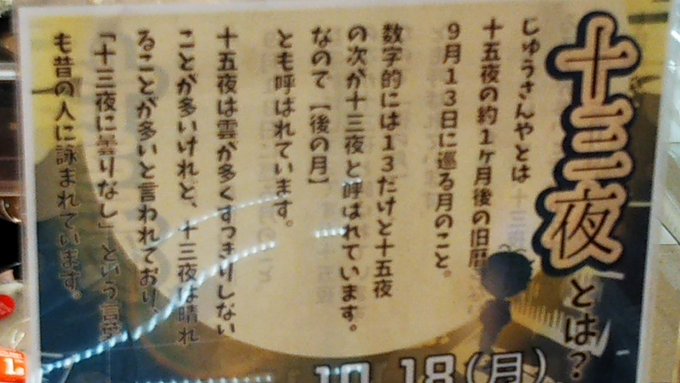 十三夜とは？
じゅうさんやとは
十五夜の約1ケ月後の旧暦
9月13日に巡る月のこと。
数字的には13だけど十五夜
の次が十三夜と呼ばれています。
なので【後の月】
とも呼ばれています。
十五夜は雲が多くすっきりしない
ことが多いけれど、十三夜は晴れ
ることが多いと言われており
「十三夜に曇りなし」という言葉
も昔の人に詠まれています。
10.18(月)